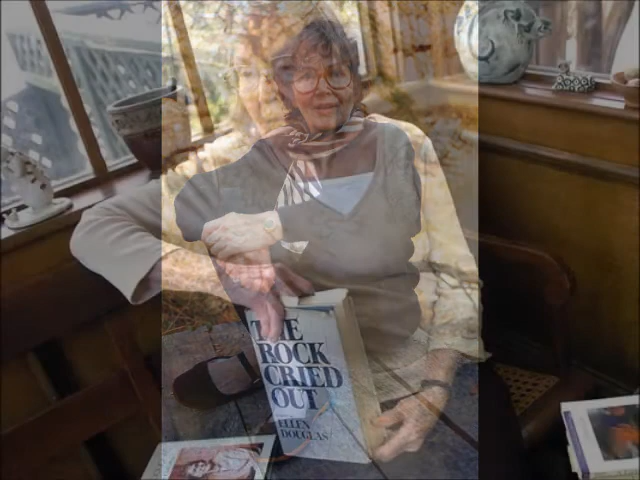 THE
ROCK
CRIED
OUT
ELLEN
DOUGLAS